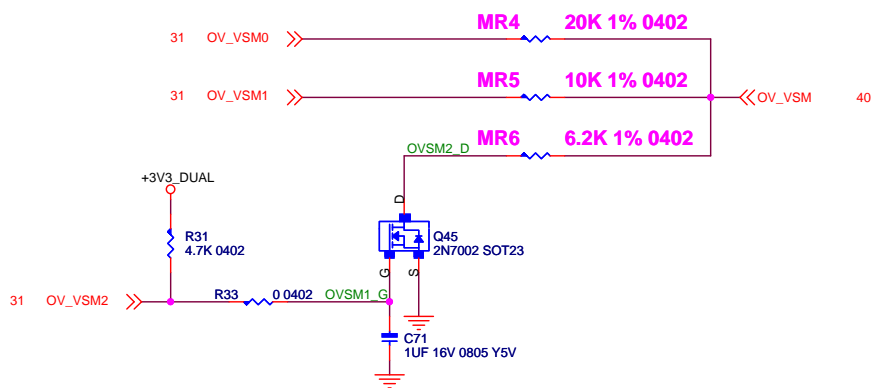 MR4 20K 1% 0402
31 OV_VSM0
MR5 10K 1% 0402
31 OV_VSM1
OV_VSM 40
MR6 6.2K 1% 0402
OVSM2_D
+3V3_DUAL
D
R31
4.7K 0402
Q45
2N7002 SOT23
G
S
31 OV_VSM2
R33 0 0402
OVSM1_G
C71
1UF 16V 0805 Y5V